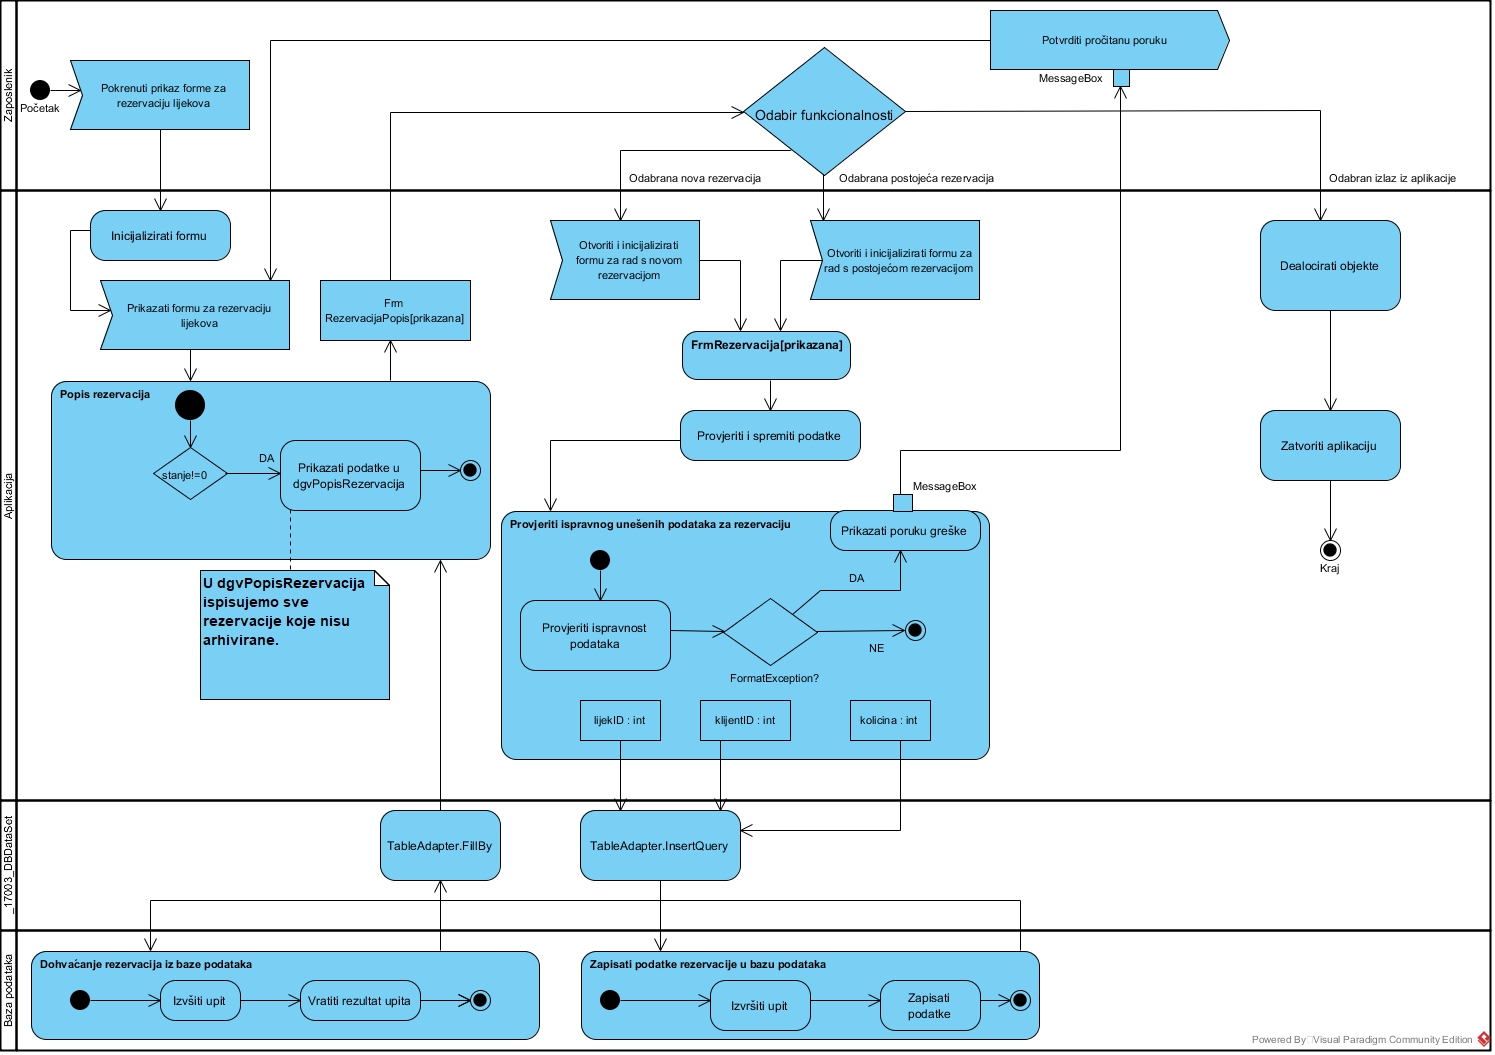 Zaposlenik
Početak
Pokrenuti prikaz forme za
rezervaciju lijekova
Odabir funkcionalnosti
Potvrditi pročitanu poruku
MessageBox
Odabrana nova rezervacija
Odabrana postojeća rezervacija
Odabran izlaz iz aplikacije
Aplikacija
Inicijalizirati formu
Prikazati formu za rezervaciju
lijekova
Frm
RezervacijaPopis[prikazana]
Otvoriti i inicijalizirati
formu za rad s novom
rezervacijom
Otvoriti i inicijalizirati formu za
rad s postojećom rezervacijom
Dealocirati objekte
FrmRezervacija[prikazana]
Popis rezervacija
stanje!=0
DA
Prikazati podatke u
dgvPopisRezervacija
Provjeriti i spremiti podatke
Zatvoriti aplikaciju
Kraj
MessageBox
Provjeriti ispravnog unešenih podataka za rezervaciju
Prikazati poruku greške
DA
Provjeriti ispravnost
podataka
NE
FormatException?
U dgvPopisRezervacija
ispisujemo sve
rezervacije koje nisu
arhivirane.
lijekID : int
klijentID : int
kolicina : int
_17003_DBDataSet
TableAdapter.FillBy
TableAdapter.InsertQuery
Baza podataka
Dohvaćanje rezervacija iz baze podataka
Izvšiti upit
Vratiti rezultat upita
Zapisati podatke rezervacije u bazu podataka
Izvršiti upit
Zapisati
podatke
Powered By Visual Paradigm Community Edition